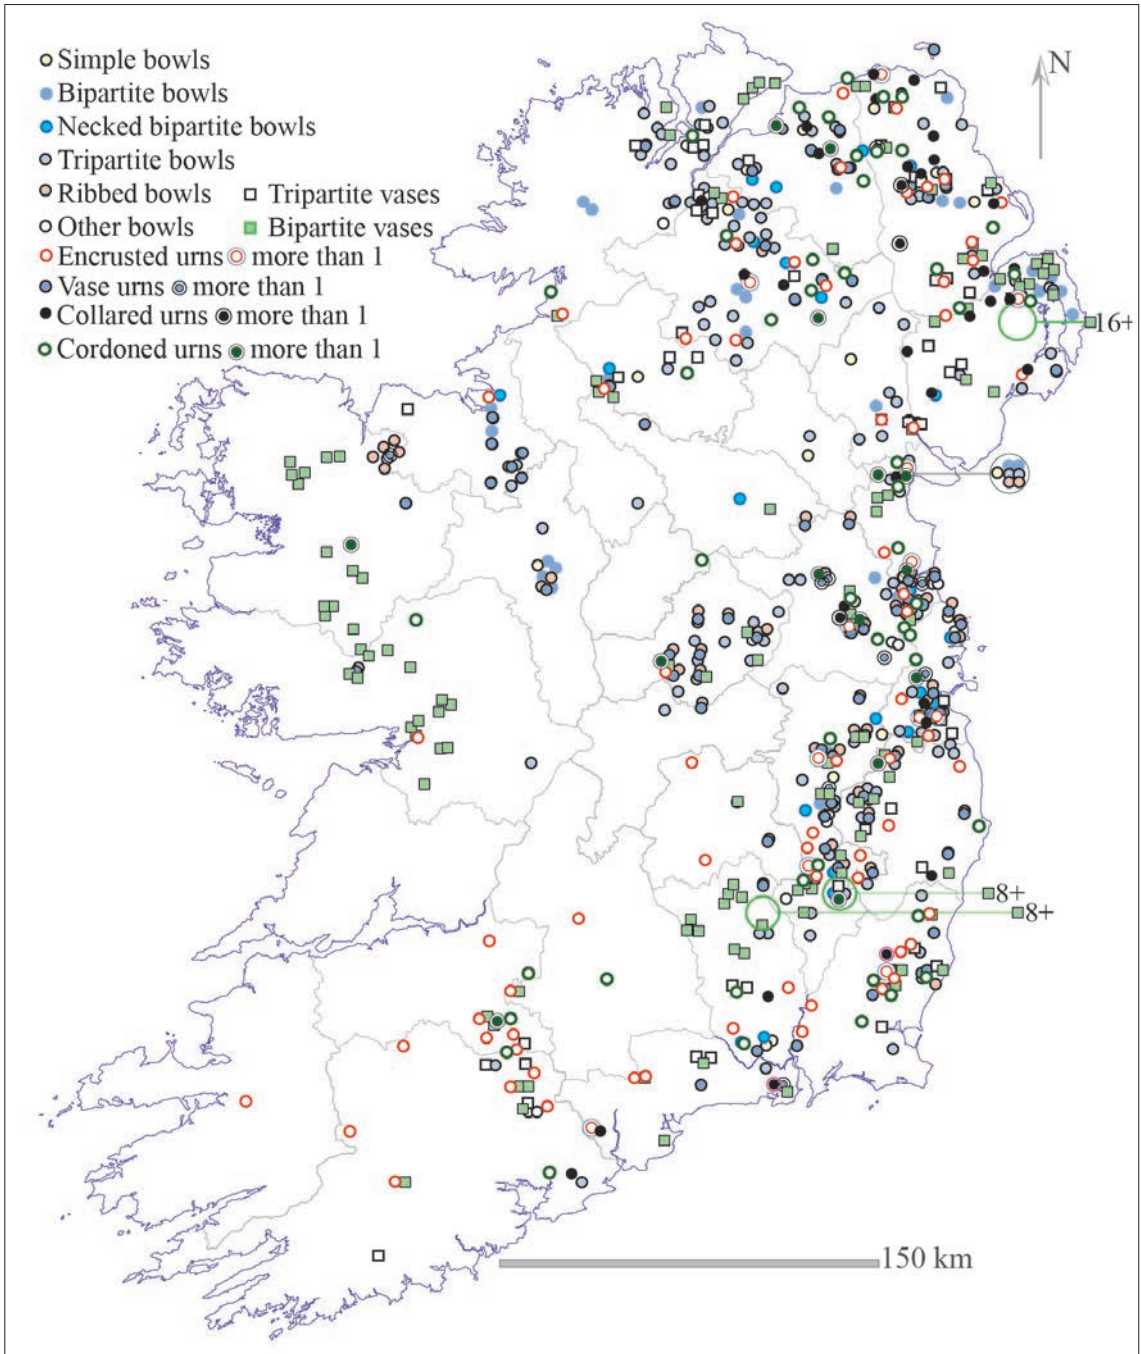 Simple bowls
N
Bipartite bowls
Necked bipartite bowls
Tripartite bowls
Ribbed bowls Tripartite vases
Other bowls Bipartite vases
Encrusted urns more than 1
Vase urns more than 1
Collared urns more than 1
Cordoned urns more than 1
16+
8+
8+
150 km